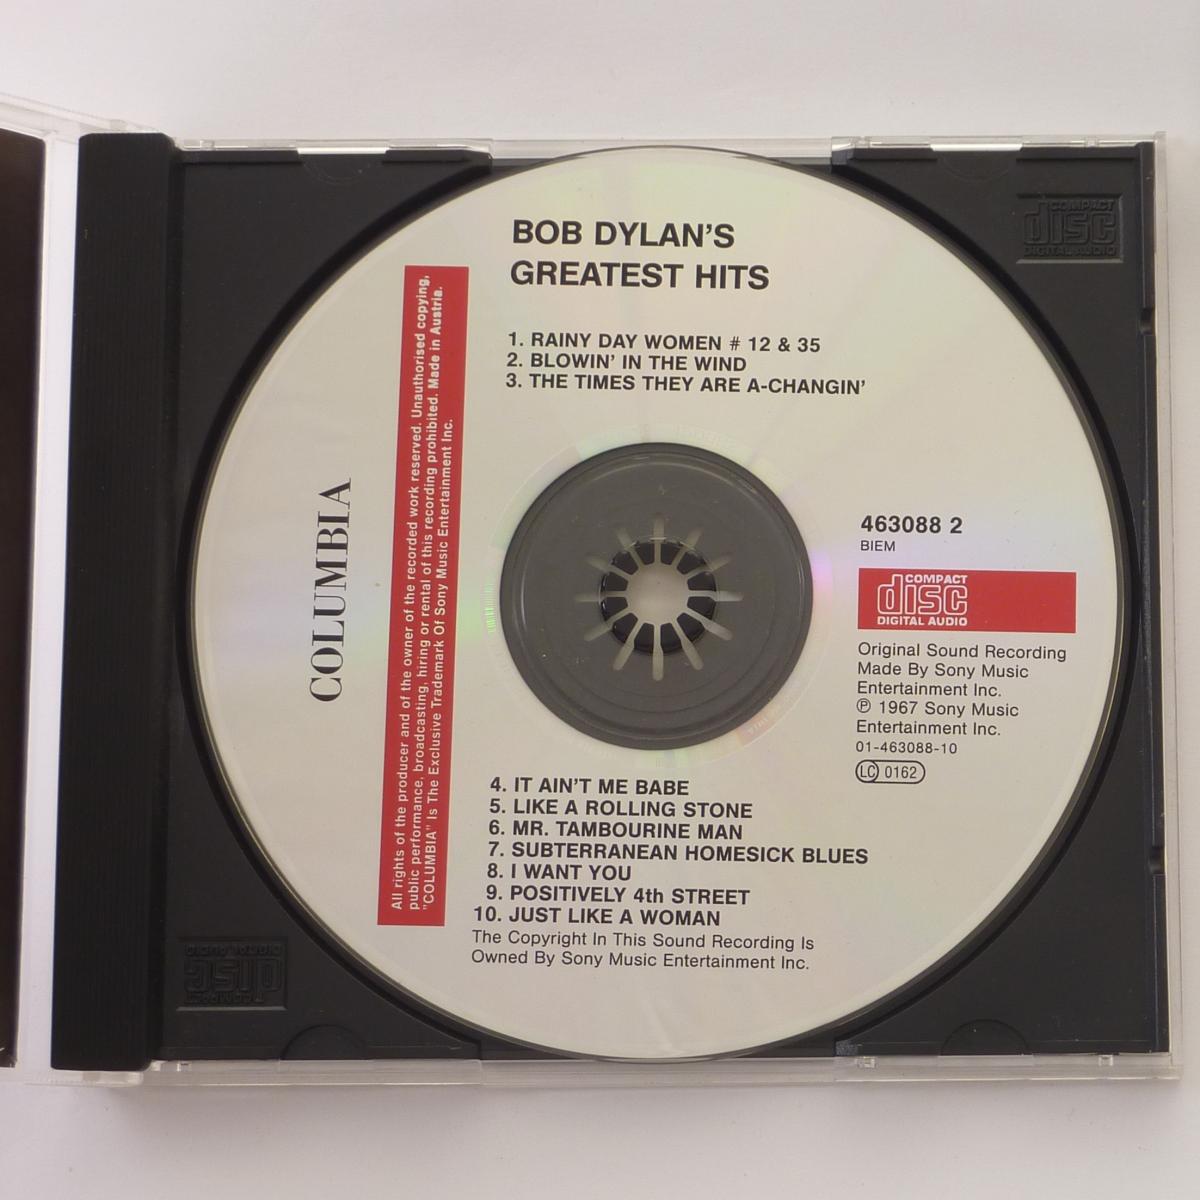 BOB DYLAN'S
GREATEST HITS
1. RAINY DAY WOMEN # 12 & 35
2. BLOWIN' IN THE WIND
3. THE TIMES THEY ARE A-CHANGIN'
COLUMBIA
All rights of the producer and of the owner of the recorded work reserved. Unauthorised copying,
public performance, broadcasting, hiring or rental of this recording prohibited. Made in Austria.
"COLUMBIA" Is The Exclusive Trademark Of Sony Music Entertainment Inc.
463088 2
BIEM
COMPACT
disc
DIGITAL AUDIO
Original Sound Recording
Made By Sony Music
Entertainment Inc.
℗ 1967 Sony Music
Entertainment Inc.
01-463088-10
LC 0162
4. IT AIN'T ME BABE
5. LIKE A ROLLING STONE
6. MR. TAMBOURINE MAN
7. SUBTERRANEAN HOMESICK BLUES
8. I WANT YOU
9. POSITIVELY 4th STREET
10. JUST LIKE A WOMAN
The Copyright In This Sound Recording Is
Owned By Sony Music Entertainment Inc.
COMPACT
disc
DIGITAL AUDIO
COMPACT
disc
DIGITAL AUDIO